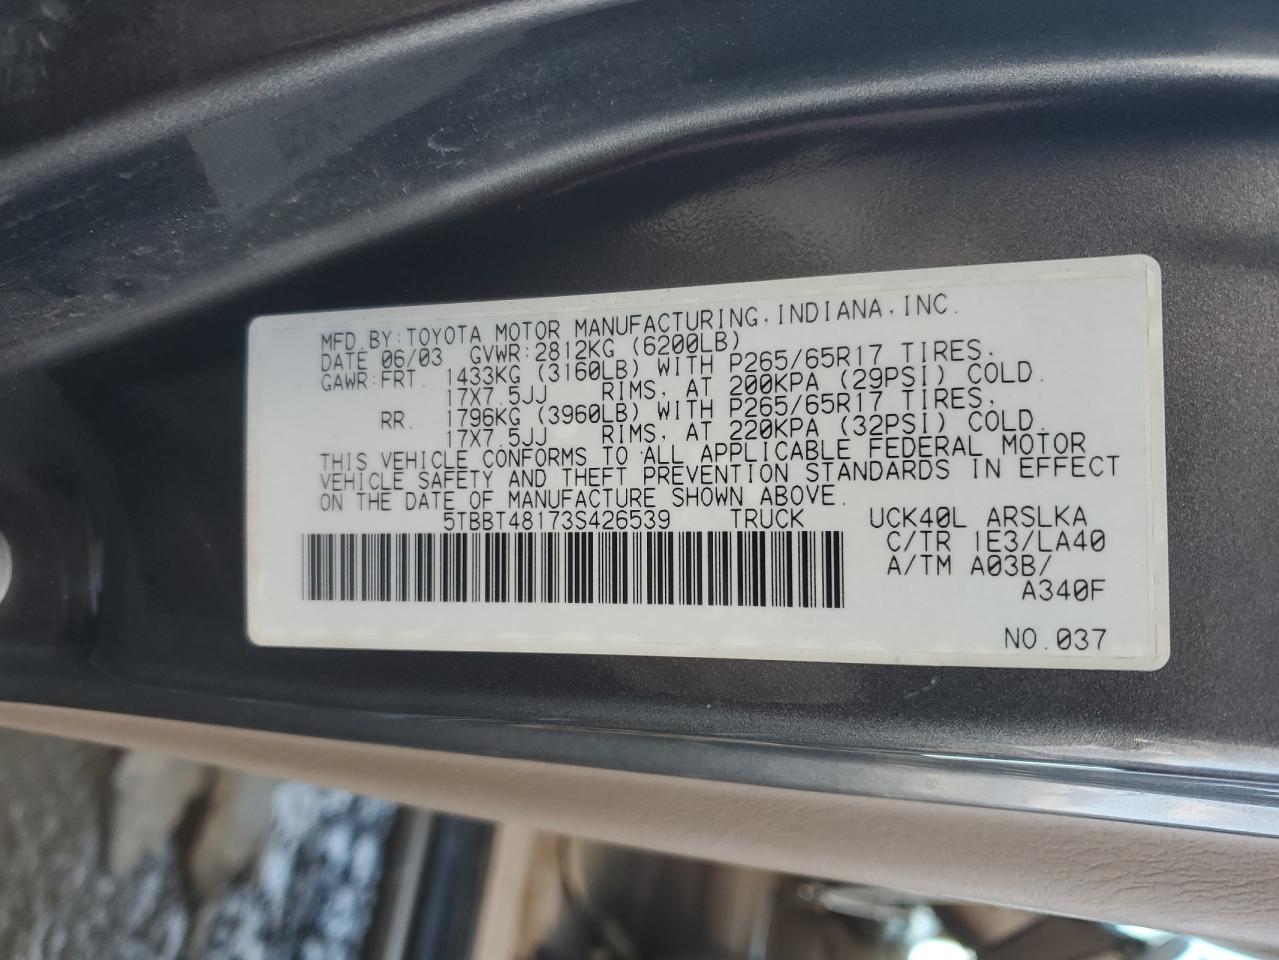 MFD. BY: TOYOTA MOTOR MANUFACTURING, INDIANA, INC.
DATE 06/03 GVWR: 2812KG (6200LB)
GAWR: FRT. 1433KG (3160LB) WITH P265/65R17 TIRES,
17X7.5JJ RIMS, AT 200KPA (29PSI) COLD.
RR. 1796KG (3960LB) WITH P265/65R17 TIRES,
17X7.5JJ RIMS, AT 220KPA (32PSI) COLD.
THIS VEHICLE CONFORMS TO ALL APPLICABLE FEDERAL MOTOR
VEHICLE SAFETY AND THEFT PREVENTION STANDARDS IN EFFECT
ON THE DATE OF MANUFACTURE SHOWN ABOVE.
5TBBT48173S426539 TRUCK UCK40L ARSLKA
C/TR 1E3/LA40
A/TM A03B/
A340F
NO.037